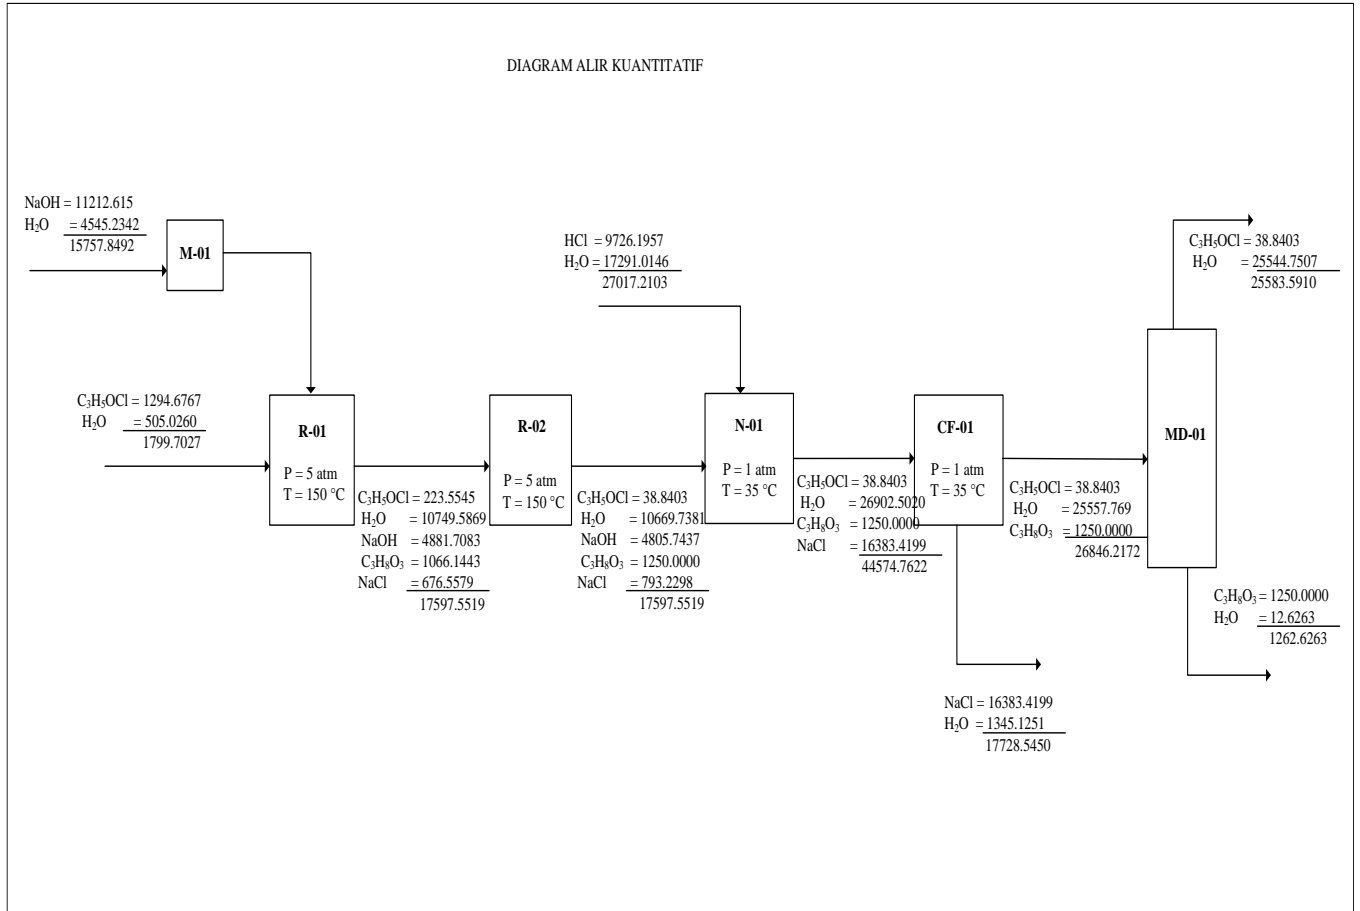 DIAGRAM ALIR KUANTITATIF
NaOH = 11212.615
H₂O = 4545.2342
15757.8492
M-01
HCl = 9726.1957
H₂O = 17291.0146
27017.2103
C₃H₅OCl = 38.8403
H₂O = 25544.7507
25583.5910
C₃H₅OCl = 1294.6767
H₂O = 505.0260
1799.7027
R-01
P = 5 atm
T = 150 °C
R-02
P = 5 atm
T = 150 °C
N-01
P = 1 atm
T = 35 °C
CF-01
P = 1 atm
T = 35 °C
MD-01
C₃H₅OCl = 223.5545
H₂O = 10749.5869
NaOH = 4881.7083
C₃H₈O₃ = 1066.1443
NaCl = 676.5579
17597.5519
C₃H₅OCl = 38.8403
H₂O = 10669.7381
NaOH = 4805.7437
C₃H₈O₃ = 1250.0000
NaCl = 793.2298
17597.5519
C₃H₅OCl = 38.8403
H₂O = 26902.5020
C₃H₈O₃ = 1250.0000
NaCl = 16383.4199
44574.7622
C₃H₅OCl = 38.8403
H₂O = 25557.769
C₃H₈O₃ = 1250.0000
26846.2172
C₃H₈O₃ = 1250.0000
H₂O = 12.6263
1262.6263
NaCl = 16383.4199
H₂O = 1345.1251
17728.5450